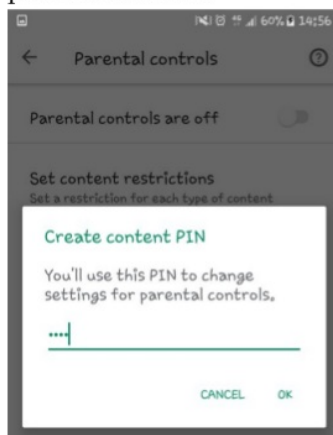 60% 14:56
Parental controls
Parental controls are off
Set content restrictions
Set a restriction for each type of content
Create content PIN
You'll use this PIN to change
settings for parental controls.
....
CANCEL OK